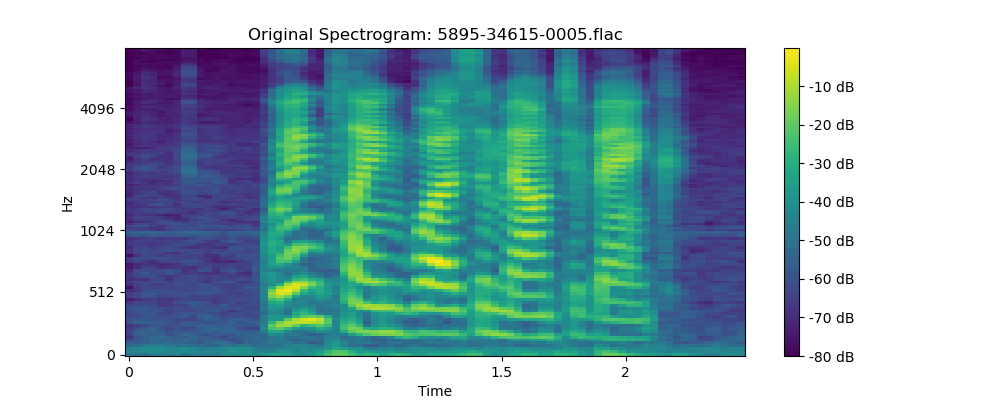 Original Spectrogram: 5895-34615-0005.flac
Hz
4096
2048
1024
512
0
0
0.5
1
1.5
2
Time
-10 dB
-20 dB
-30 dB
-40 dB
-50 dB
-60 dB
-70 dB
-80 dB